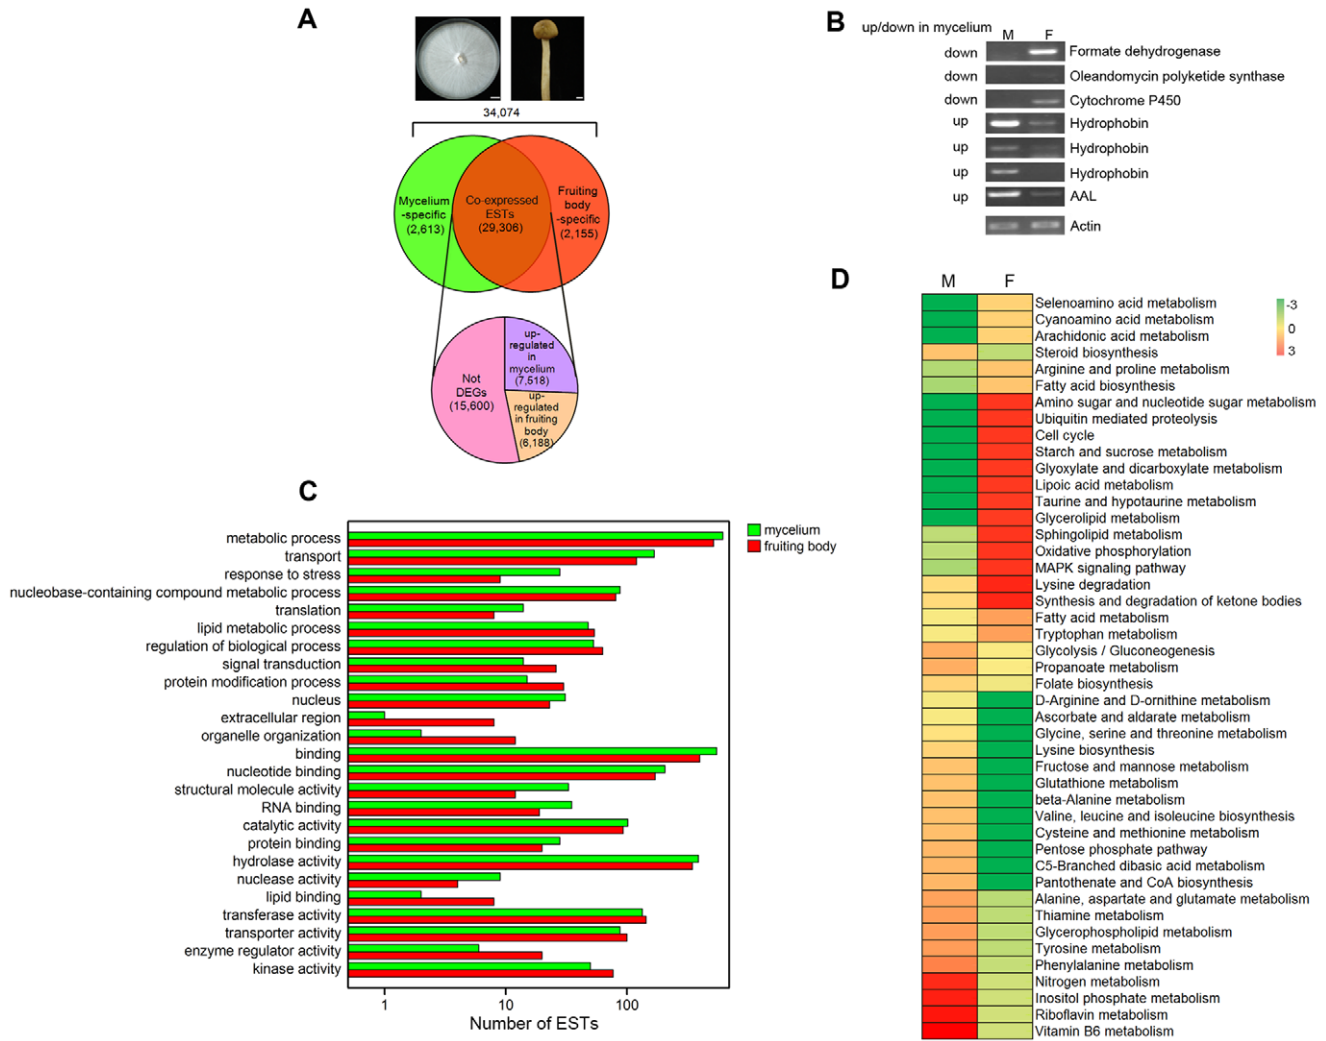 A
34,074
Mycelium
-specific
(2,613)
Co-expressed
ESTs
(29,306)
Fruiting
body
-specific
(2,155)
Not
DEGs
(15,600)
up-
regulated
in
mycelium
(7,518)
up-
regulated
in fruiting
body
(6,188)
B
up/down in mycelium
M F
down Formate dehydrogenase
down Oleandomycin polyketide synthase
down Cytochrome P450
up Hydrophobin
up Hydrophobin
up Hydrophobin
up AAL
Actin
C
mycelium
fruiting body
metabolic process
transport
response to stress
nucleobase-containing compound metabolic process
translation
lipid metabolic process
regulation of biological process
signal transduction
protein modification process
nucleus
extracellular region
organelle organization
binding
nucleotide binding
structural molecule activity
RNA binding
catalytic activity
protein binding
hydrolase activity
nuclease activity
lipid binding
transferase activity
transporter activity
enzyme regulator activity
kinase activity
1 10 100
Number of ESTs
D
M F
-3
0
3
Selenoamino acid metabolism
Cyanoamino acid metabolism
Arachidonic acid metabolism
Steroid biosynthesis
Arginine and proline metabolism
Fatty acid biosynthesis
Amino sugar and nucleotide sugar metabolism
Ubiquitin mediated proteolysis
Cell cycle
Starch and sucrose metabolism
Glyoxylate and dicarboxylate metabolism
Lipoic acid metabolism
Taurine and hypotaurine metabolism
Glycerolipid metabolism
Sphingolipid metabolism
Oxidative phosphorylation
MAPK signaling pathway
Lysine degradation
Synthesis and degradation of ketone bodies
Fatty acid metabolism
Tryptophan metabolism
Glycolysis / Gluconeogenesis
Propanoate metabolism
Folate biosynthesis
D-Arginine and D-ornithine metabolism
Ascorbate and aldarate metabolism
Glycine, serine and threonine metabolism
Lysine biosynthesis
Fructose and mannose metabolism
Glutathione metabolism
beta-Alanine metabolism
Valine, leucine and isoleucine biosynthesis
Cysteine and methionine metabolism
Pentose phosphate pathway
C5-Branched dibasic acid metabolism
Pantothenate and CoA biosynthesis
Alanine, aspartate and glutamate metabolism
Thiamine metabolism
Glycerophospholipid metabolism
Tyrosine metabolism
Phenylalanine metabolism
Nitrogen metabolism
Inositol phosphate metabolism
Riboflavin metabolism
Vitamin B6 metabolism